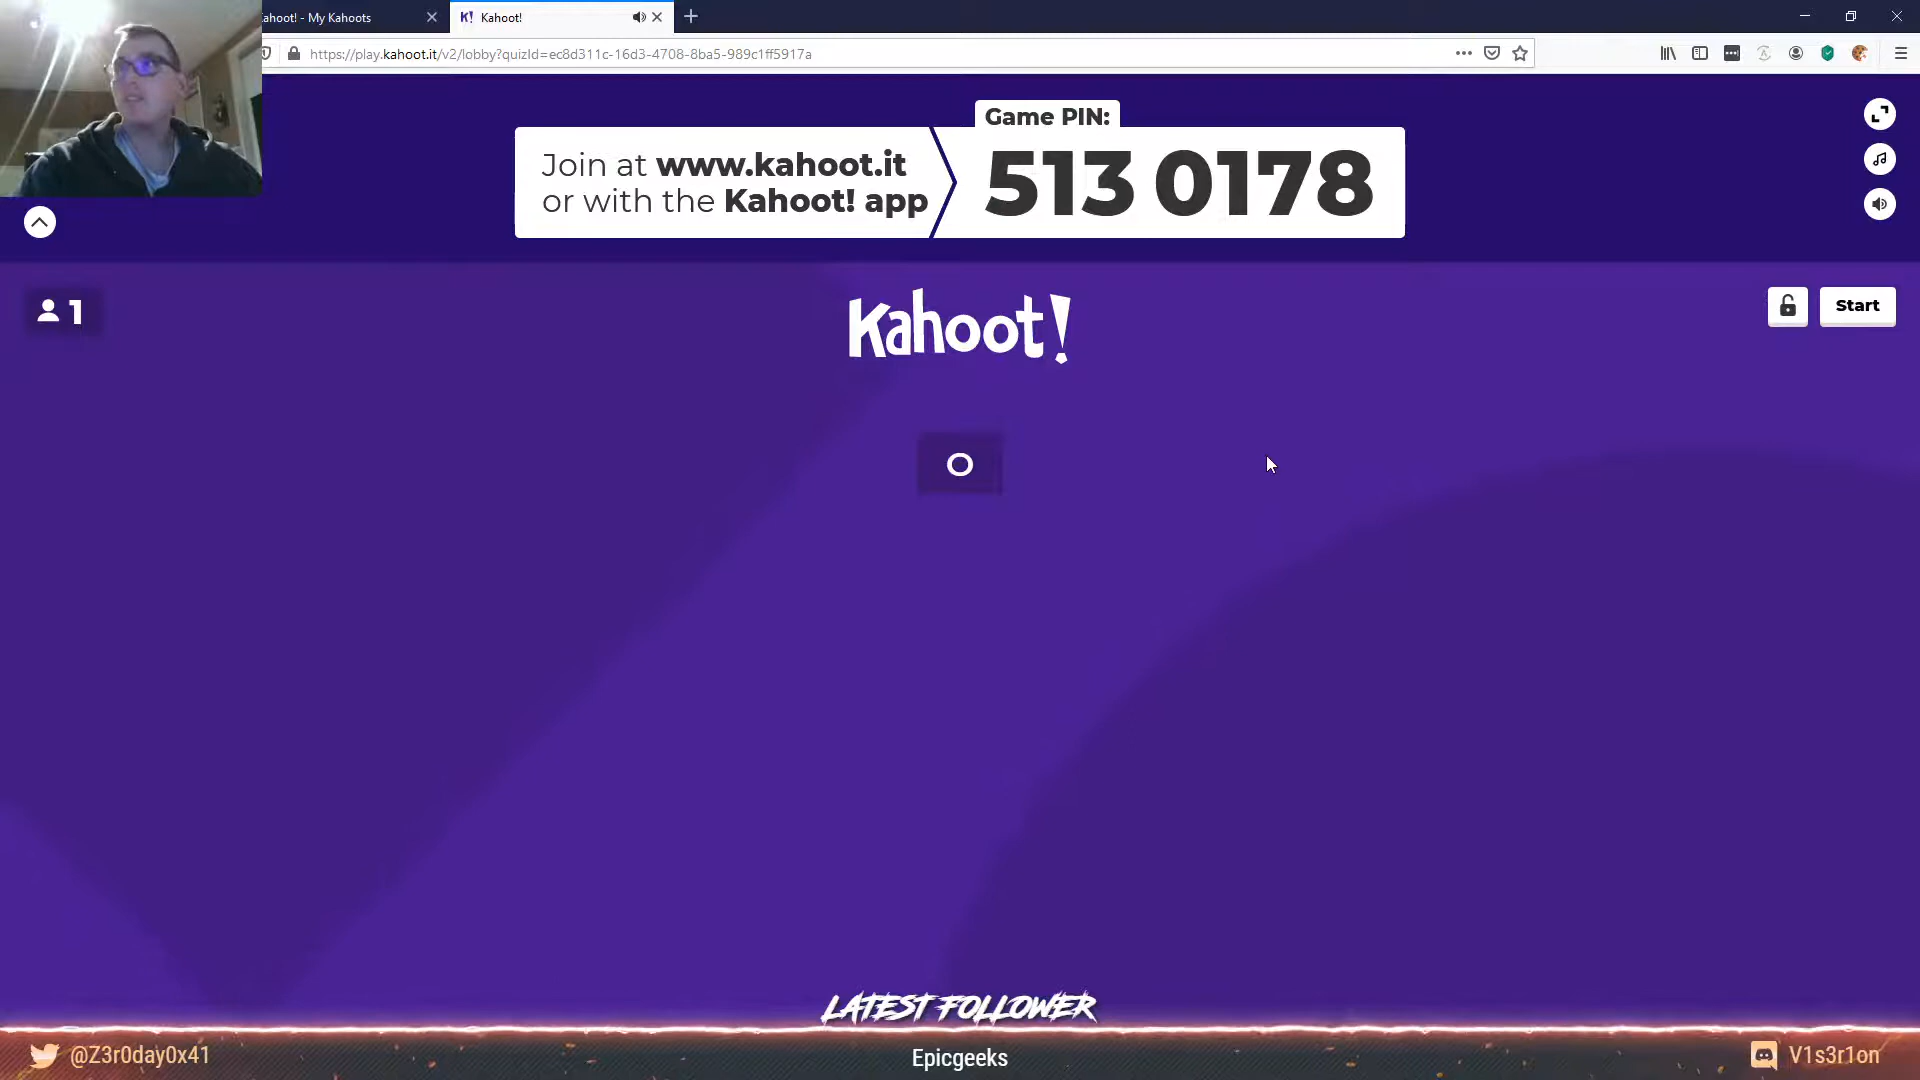 Kahoot! - My Kahoots
K! Kahoot!
https://play.kahoot.it/v2/lobby?quizId=ec8d311c-16d3-4708-8ba5-989c1ff5917a
Game PIN:
Join at www.kahoot.it
or with the Kahoot! app
513 0178
1
Kahoot!
Start
O
LATEST FOLLOWER
@Z3r0day0x41
Epicgeeks
V1s3r1on